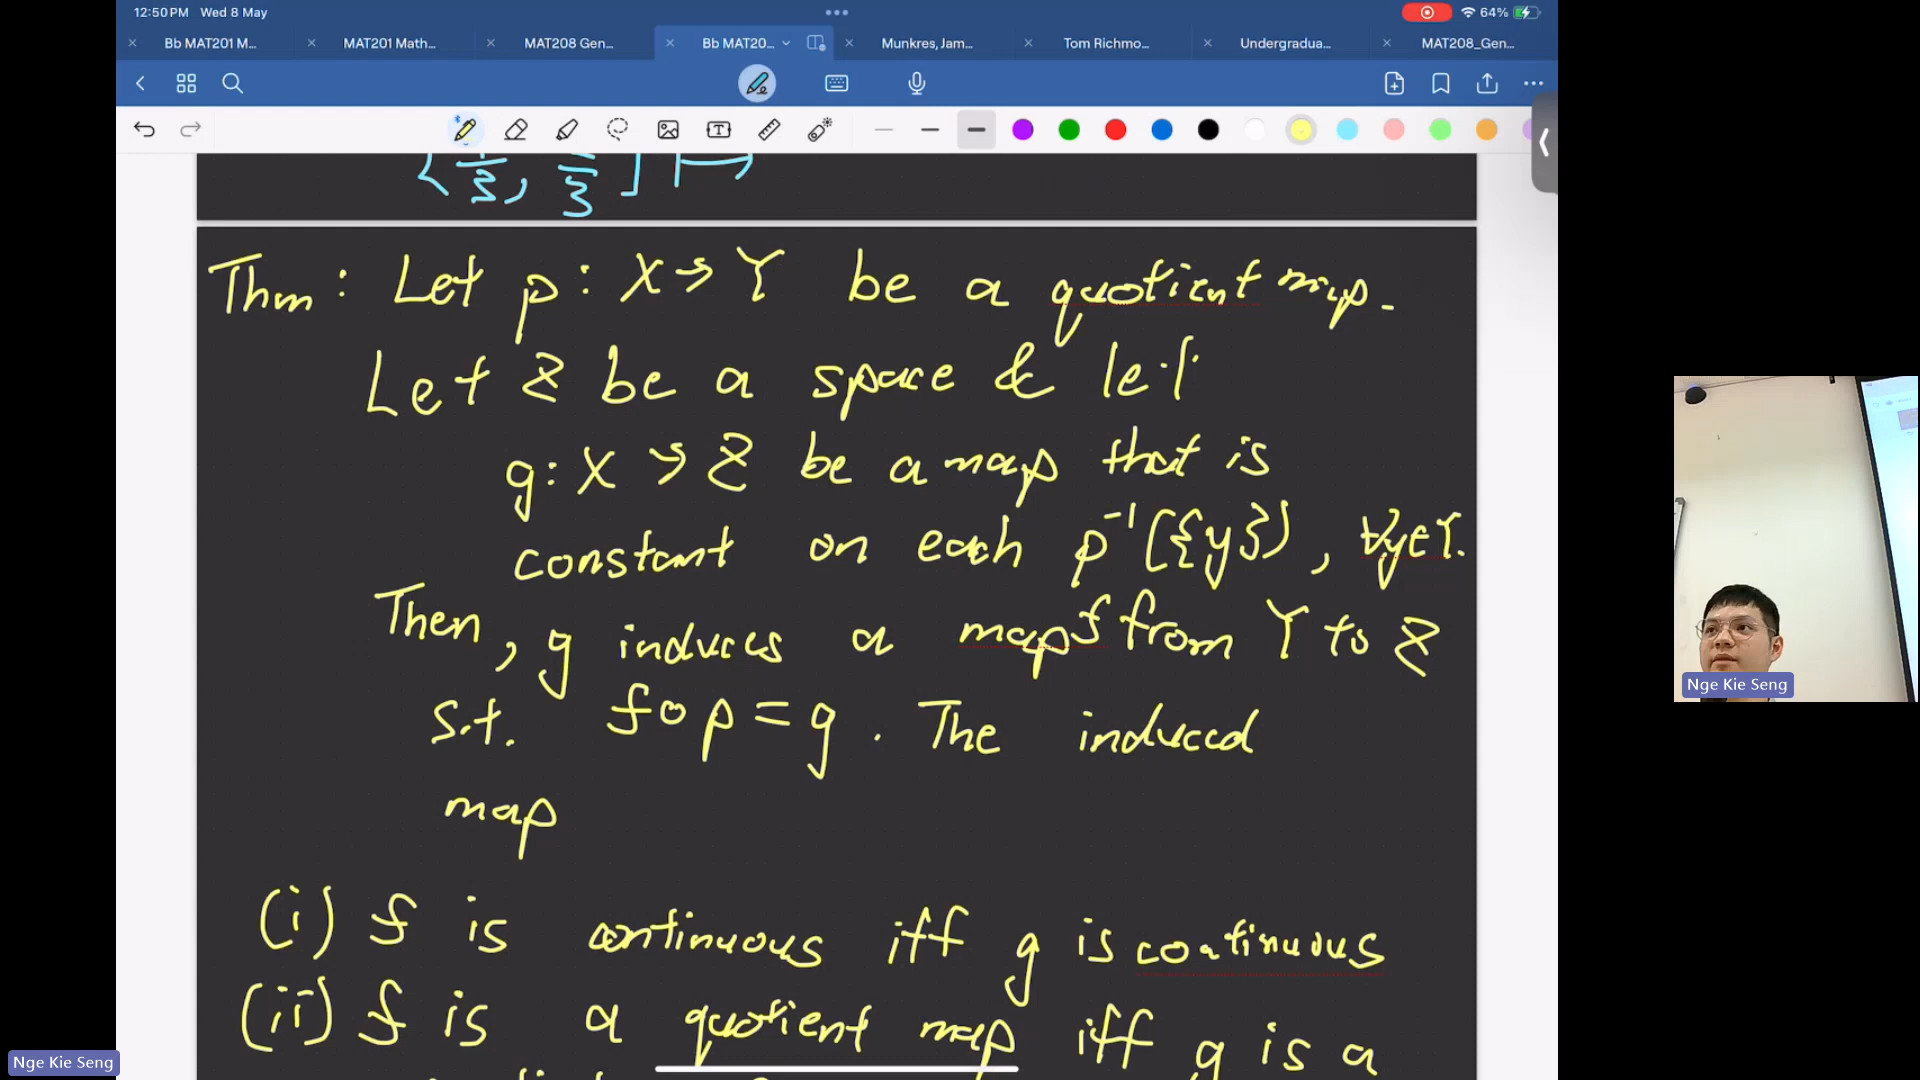 12:50 PM Wed 8 May
64%
Bb MAT201 M...
MAT201 Math...
MAT208 Gen...
Bb MAT20...
Munkres, Jam...
Tom Richmo...
Undergradua...
MAT208_Gen...
Thm: Let p: X → Y be a quotient map.
Let Z be a space & let
g: X → Z be a map that is
constant on each p⁻¹({y}), ∀y∈Y.
Then, g induces a map f from Y to Z
s.t. f∘p = g. The induced
map
(i) f is continuous iff g is continuous
(ii) f is a quotient map iff g is a
Nge Kie Seng
Nge Kie Seng